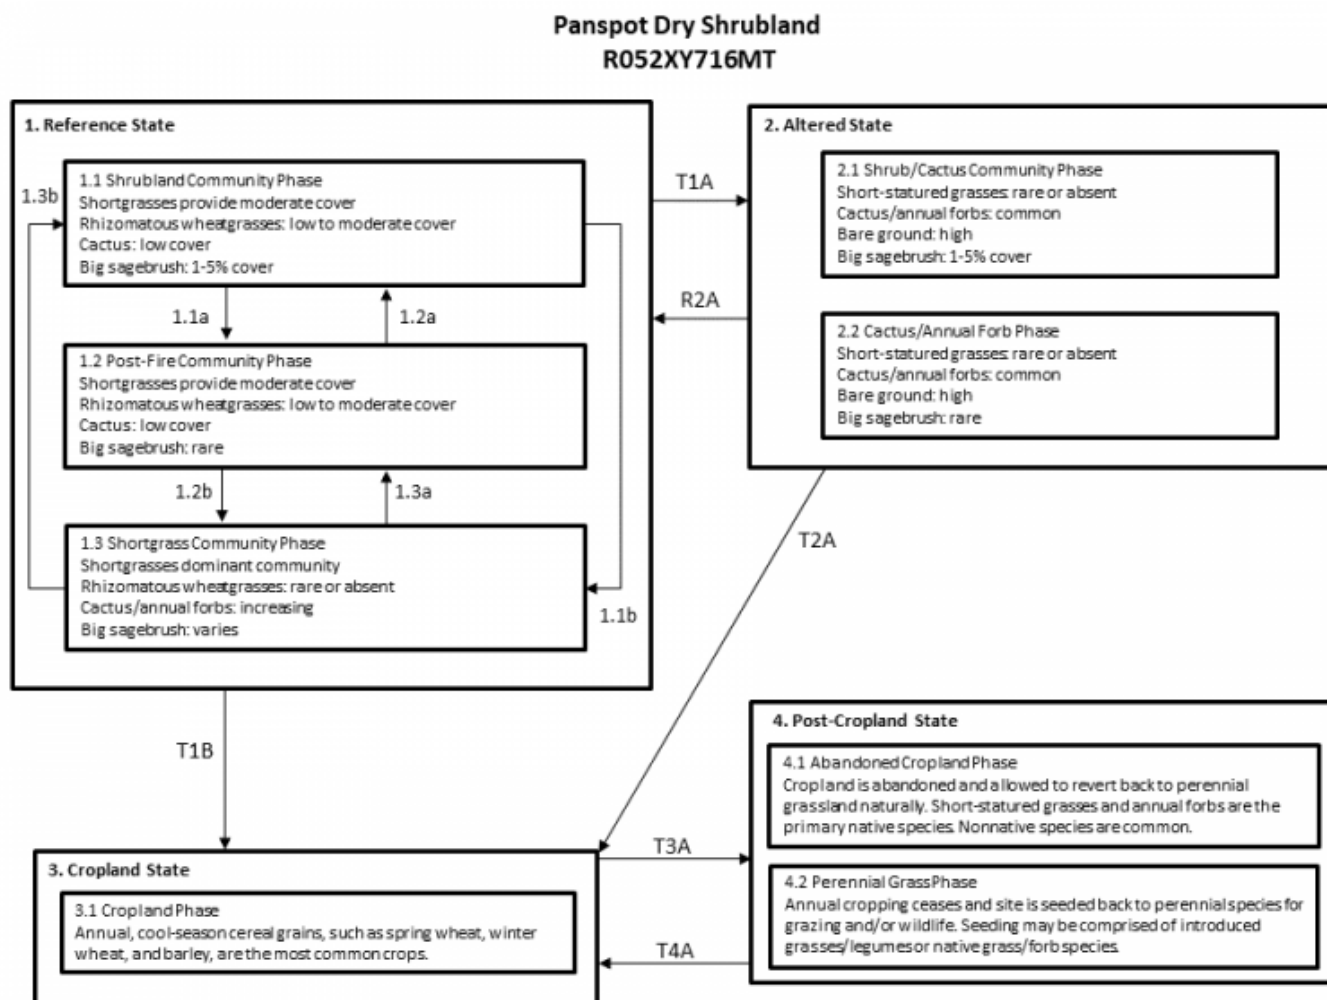 Panspot Dry Shrubland
R052XY716MT
1. Reference State
1.3b
1.1 Shrubland Community Phase
Shortgrasses provide moderate cover
Rhizomatous wheatgrasses: low to moderate cover
Cactus: low cover
Big sagebrush: 1-5% cover
1.1a
1.2a
1.2 Post-Fire Community Phase
Shortgrasses provide moderate cover
Rhizomatous wheatgrasses: low to moderate cover
Cactus: low cover
Big sagebrush: rare
1.2b
1.3a
1.3 Shortgrass Community Phase
Shortgrasses dominant community
Rhizomatous wheatgrasses: rare or absent
Cactus/annual forbs: increasing
Big sagebrush: varies
1.1b
T1A
R2A
2. Altered State
2.1 Shrub/Cactus Community Phase
Short-statured grasses: rare or absent
Cactus/annual forbs: common
Bare ground: high
Big sagebrush: 1-5% cover
2.2 Cactus/Annual Forb Phase
Short-statured grasses: rare or absent
Cactus/annual forbs: common
Bare ground: high
Big sagebrush: rare
T2A
T1B
3. Cropland State
3.1 Cropland Phase
Annual, cool-season cereal grains, such as spring wheat, winter
wheat, and barley, are the most common crops.
T3A
T4A
4. Post-Cropland State
4.1 Abandoned Cropland Phase
Cropland is abandoned and allowed to revert back to perennial
grassland naturally. Short-statured grasses and annual forbs are the
primary native species. Nonnative species are common.
4.2 Perennial Grass Phase
Annual cropping ceases and site is seeded back to perennial species for
grazing and/or wildlife. Seeding may be comprised of introduced
grasses/legumes or native grass/forb species.